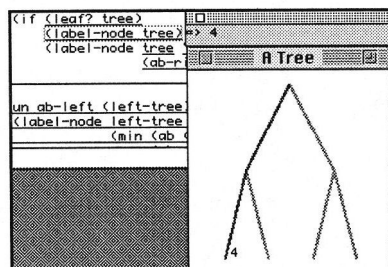 (if (leaf? tree)
(label-node tree)
(label-node tree
(ab-r
=> 4
A Tree
un ab-left (left-tree)
(label-node left-tree
(min (ab
4